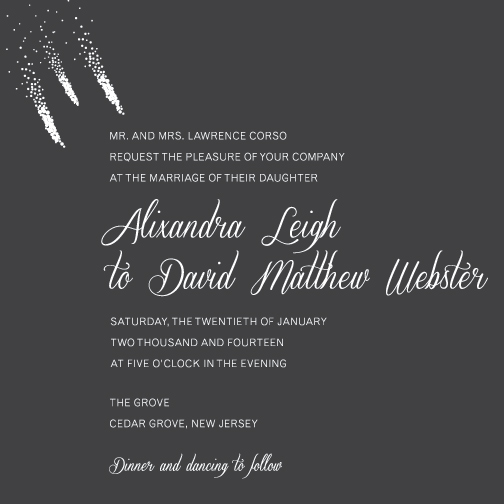 MR. AND MRS. LAWRENCE CORSO
REQUEST THE PLEASURE OF YOUR COMPANY
AT THE MARRIAGE OF THEIR DAUGHTER
Alixandra Leigh
to David Matthew Webster
SATURDAY, THE TWENTIETH OF JANUARY
TWO THOUSAND AND FOURTEEN
AT FIVE O'CLOCK IN THE EVENING
THE GROVE
CEDAR GROVE, NEW JERSEY
Dinner and dancing to follow